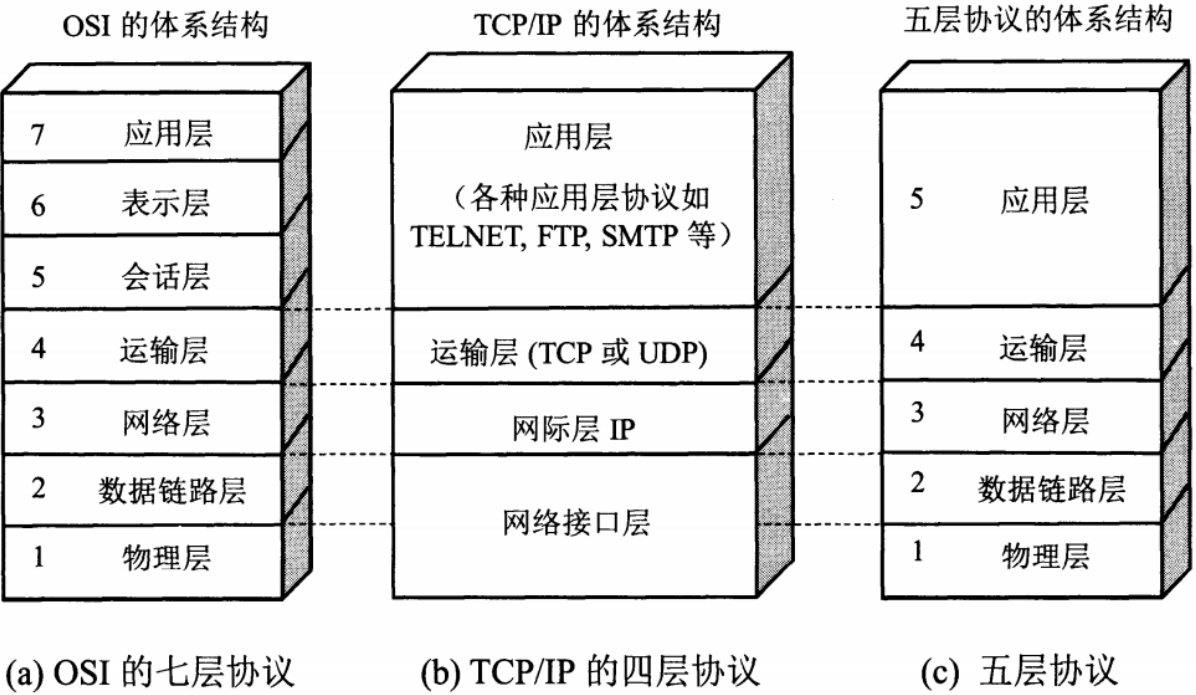 OSI 的体系结构
7 应用层
6 表示层
5 会话层
4 运输层
3 网络层
2 数据链路层
1 物理层
(a) OSI 的七层协议
TCP/IP 的体系结构
应用层
（各种应用层协议如
TELNET, FTP, SMTP 等）
运输层 (TCP 或 UDP)
网际层 IP
网络接口层
(b) TCP/IP 的四层协议
五层协议的体系结构
5 应用层
4 运输层
3 网络层
2 数据链路层
1 物理层
(c) 五层协议